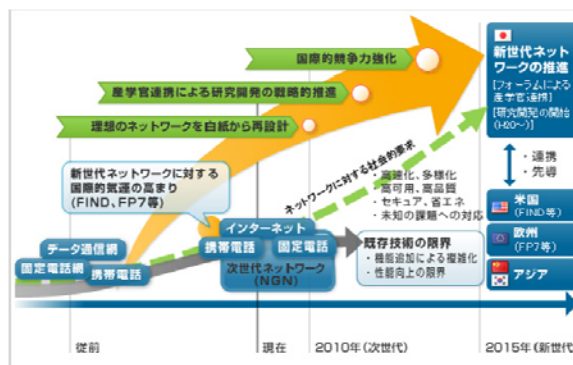 国際的競争力強化
産学官連携による研究開発の戦略的推進
理想のネットワークを白紙から再設計
新世代ネットワークに対する
国際的気運の高まり
(FIND、FP7等)
ネットワークに対する社会的要求
・高速化、多様化
・高可用、高品質
・セキュア、省エネ
・未知の課題への対応
データ通信網
固定電話網
携帯電話
インターネット
携帯電話
固定電話
次世代ネットワーク
(NGN)
既存技術の限界
・機能追加による複雑化
・性能向上の限界
新世代ネット
ワークの推進
[フォーラムによる
産学官連携]
[研究開発の開始
(H20〜)]
・連携
・先導
米国
(FIND等)
欧州
(FP7等)
アジア
従前
現在
2010年(次世代)
2015年(新世代